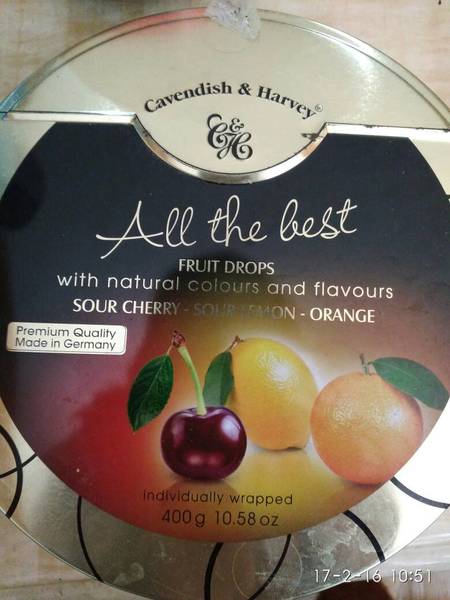 Cavendish & Harvey®
C&H
All the best
FRUIT DROPS
with natural colours and flavours
SOUR CHERRY - SOUR LEMON - ORANGE
Premium Quality
Made in Germany
individually wrapped
400g 10.58oz
17-2-16 10:51